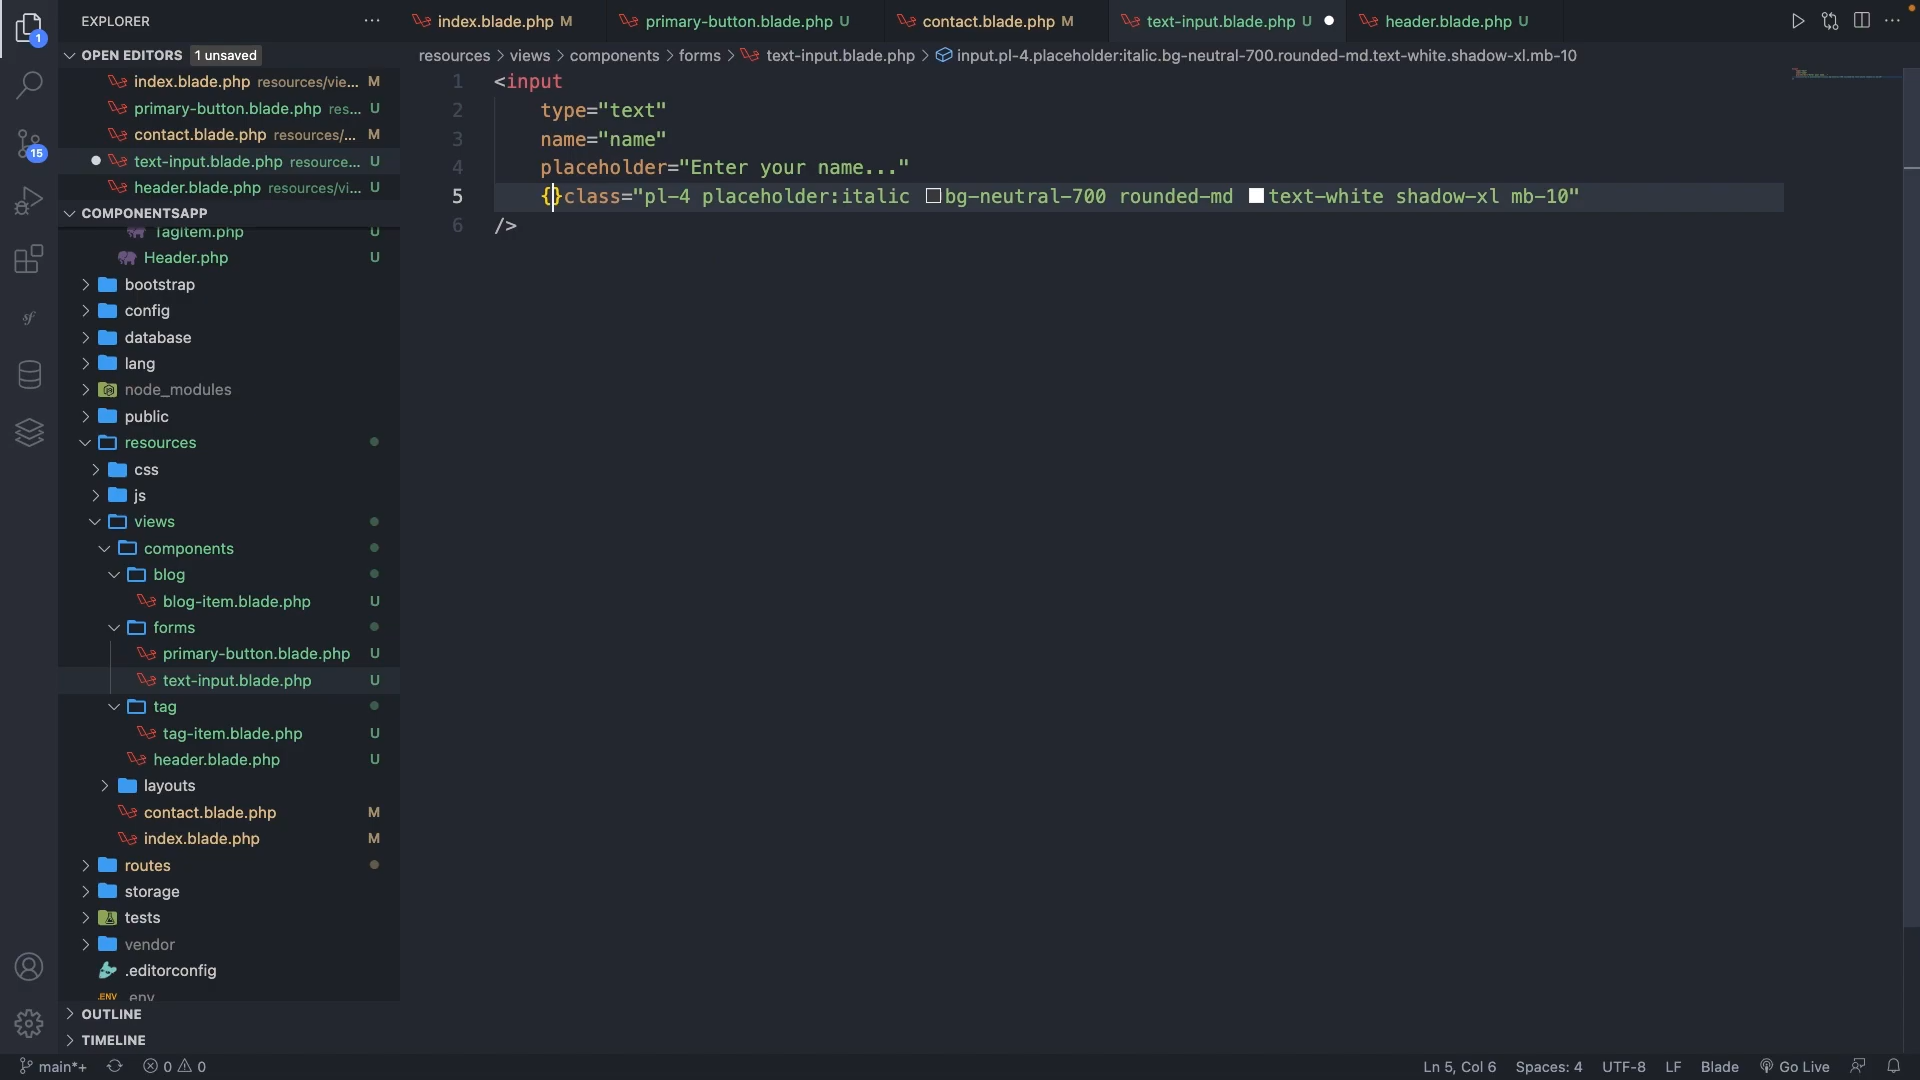 EXPLORER
OPEN EDITORS 1 unsaved
index.blade.php resources/vie... M
primary-button.blade.php res... U
contact.blade.php resources/... M
text-input.blade.php resource... U
header.blade.php resources/vi... U
COMPONENTSAPP
TagItem.php U
Header.php U
bootstrap
config
database
lang
node_modules
public
resources
css
js
views
components
blog
blog-item.blade.php U
forms
primary-button.blade.php U
text-input.blade.php U
tag
tag-item.blade.php U
header.blade.php U
layouts
contact.blade.php M
index.blade.php M
routes
storage
tests
vendor
.editorconfig
.ENV .env
OUTLINE
TIMELINE
1
15
sf
index.blade.php M
primary-button.blade.php U
contact.blade.php M
text-input.blade.php U
header.blade.php U
resources > views > components > forms > text-input.blade.php > input.pl-4.placeholder:italic.bg-neutral-700.rounded-md.text-white.shadow-xl.mb-10
1 <input
2 type="text"
3 name="name"
4 placeholder="Enter your name..."
5 {}class="pl-4 placeholder:italic bg-neutral-700 rounded-md text-white shadow-xl mb-10"
6 />
main*+ 0 0
Ln 5, Col 6 Spaces: 4 UTF-8 LF Blade Go Live